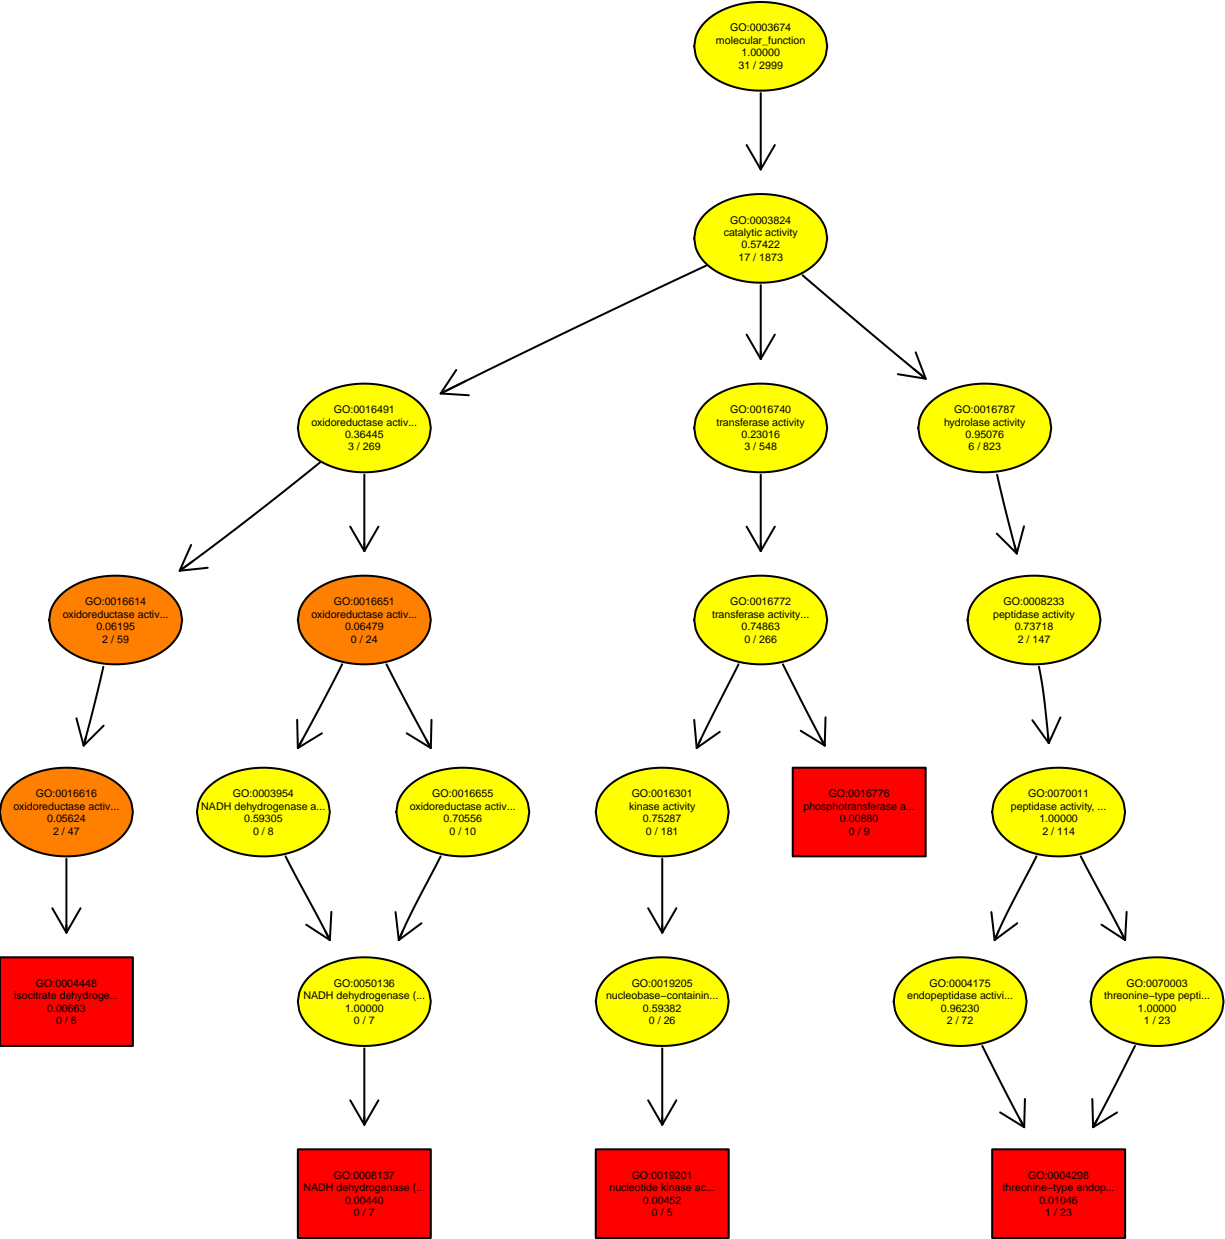 GO:0003674
molecular_function
1.00000
31 / 2999
GO:0003824
catalytic activity
0.57422
17 / 1873
GO:0016491
oxidoreductase activ...
0.36445
3 / 269
GO:0016740
transferase activity
0.23016
3 / 548
GO:0016787
hydrolase activity
0.95076
6 / 823
GO:0016614
oxidoreductase activ...
0.06195
2 / 59
GO:0016651
oxidoreductase activ...
0.06479
0 / 24
GO:0016772
transferase activity...
0.74863
0 / 266
GO:0008233
peptidase activity
0.73718
2 / 147
GO:0016616
oxidoreductase activ...
0.05624
2 / 47
GO:0003954
NADH dehydrogenase a...
0.59305
0 / 8
GO:0016655
oxidoreductase activ...
0.70556
0 / 10
GO:0016301
kinase activity
0.75287
0 / 181
GO:0016776
phosphotransferase a...
0.00880
0 / 9
GO:0070011
peptidase activity, ...
1.00000
2 / 114
GO:0004448
isocitrate dehydroge...
0.00663
0 / 6
GO:0050136
NADH dehydrogenase (...
1.00000
0 / 7
GO:0019205
nucleobase−containin...
0.59382
0 / 26
GO:0004175
endopeptidase activi...
0.96230
2 / 72
GO:0070003
threonine−type pepti...
1.00000
1 / 23
GO:0008137
NADH dehydrogenase (...
0.00440
0 / 7
GO:0019201
nucleotide kinase ac...
0.00452
0 / 5
GO:0004298
threonine−type endop...
0.01046
1 / 23